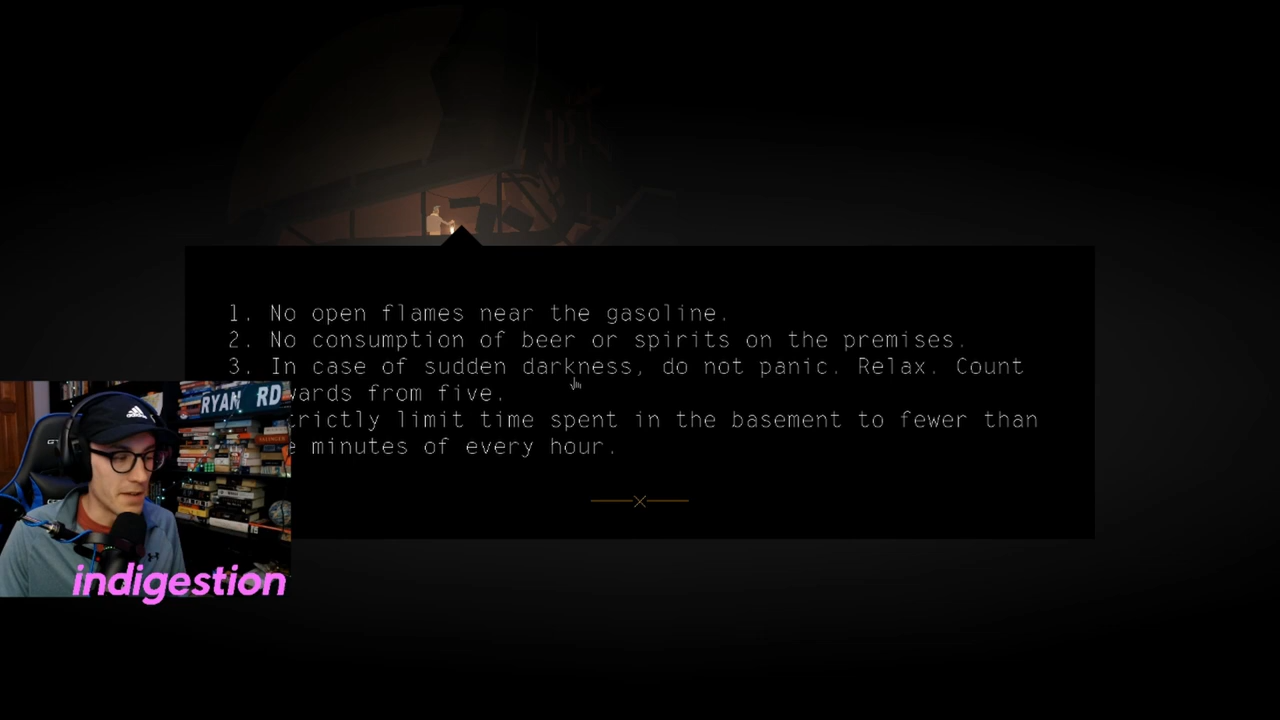 1. No open flames near the gasoline.
2. No consumption of beer or spirits on the premises.
3. In case of sudden darkness, do not panic. Relax. Count
wards from five.
trictly limit time spent in the basement to fewer than
e minutes of every hour.
RYAN RD
indigestion